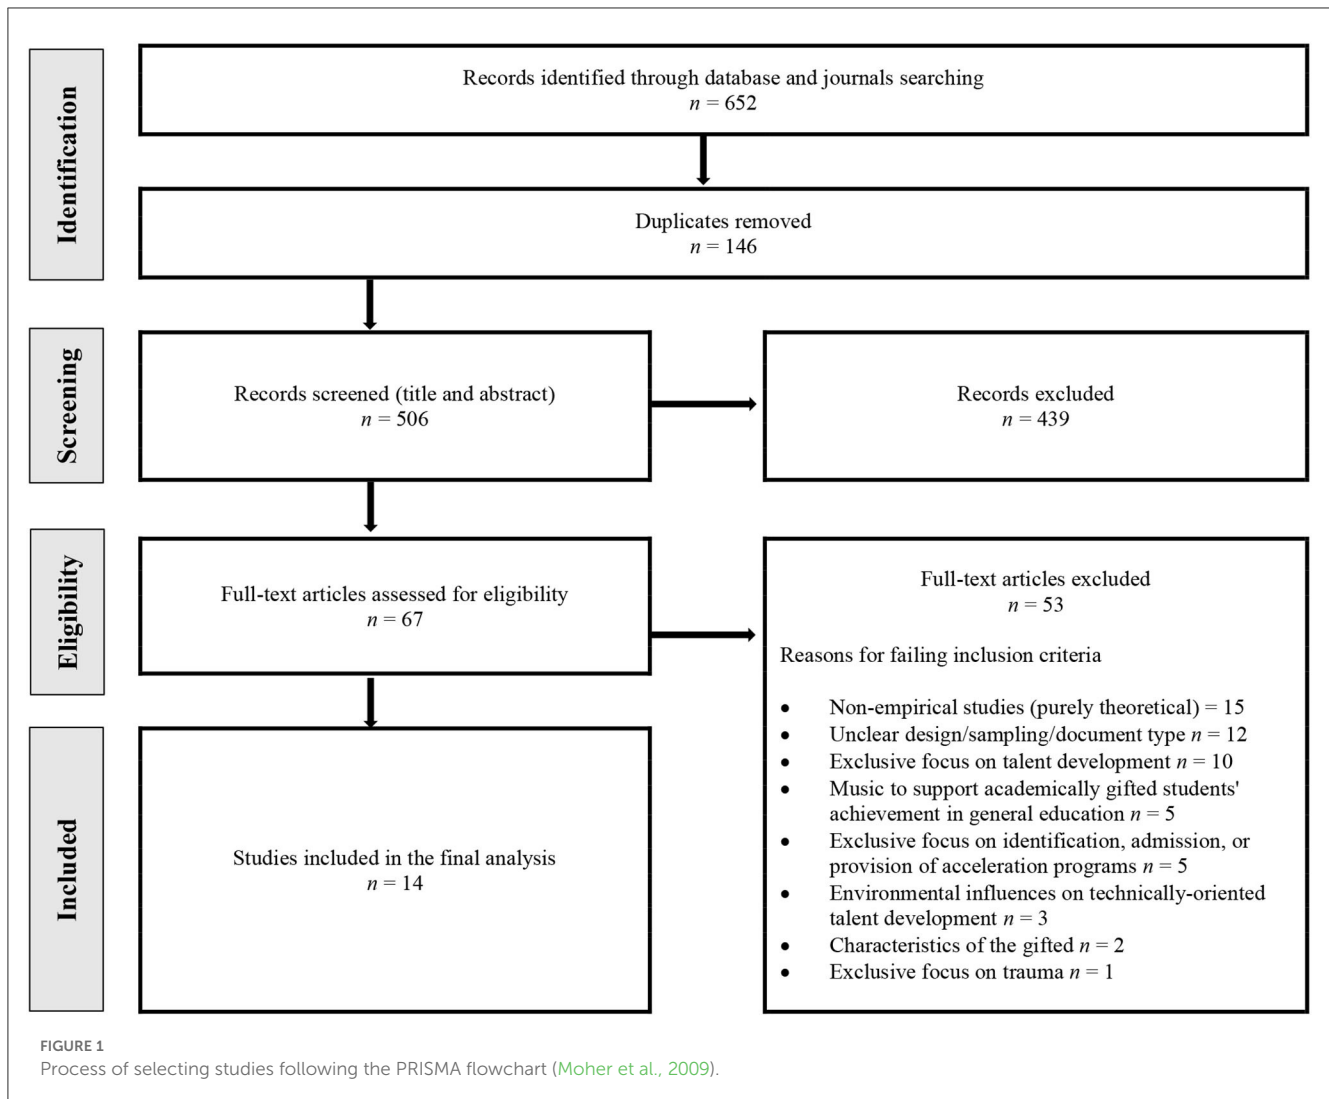 Identification
Records identified through database and journals searching
n = 652
Duplicates removed
n = 146
Screening
Records screened (title and abstract)
n = 506
Records excluded
n = 439
Eligibility
Full-text articles assessed for eligibility
n = 67
Full-text articles excluded
n = 53
Reasons for failing inclusion criteria
• Non-empirical studies (purely theoretical) = 15
• Unclear design/sampling/document type n = 12
• Exclusive focus on talent development n = 10
• Music to support academically gifted students'
achievement in general education n = 5
• Exclusive focus on identification, admission, or
provision of acceleration programs n = 5
• Environmental influences on technically-oriented
talent development n = 3
• Characteristics of the gifted n = 2
• Exclusive focus on trauma n = 1
Included
Studies included in the final analysis
n = 14
FIGURE 1
Process of selecting studies following the PRISMA flowchart (Moher et al., 2009).